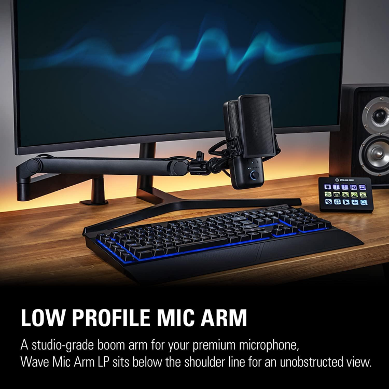 LOW PROFILE MIC ARM
A studio-grade boom arm for your premium microphone,
Wave Mic Arm LP sits below the shoulder line for an unobstructed view.